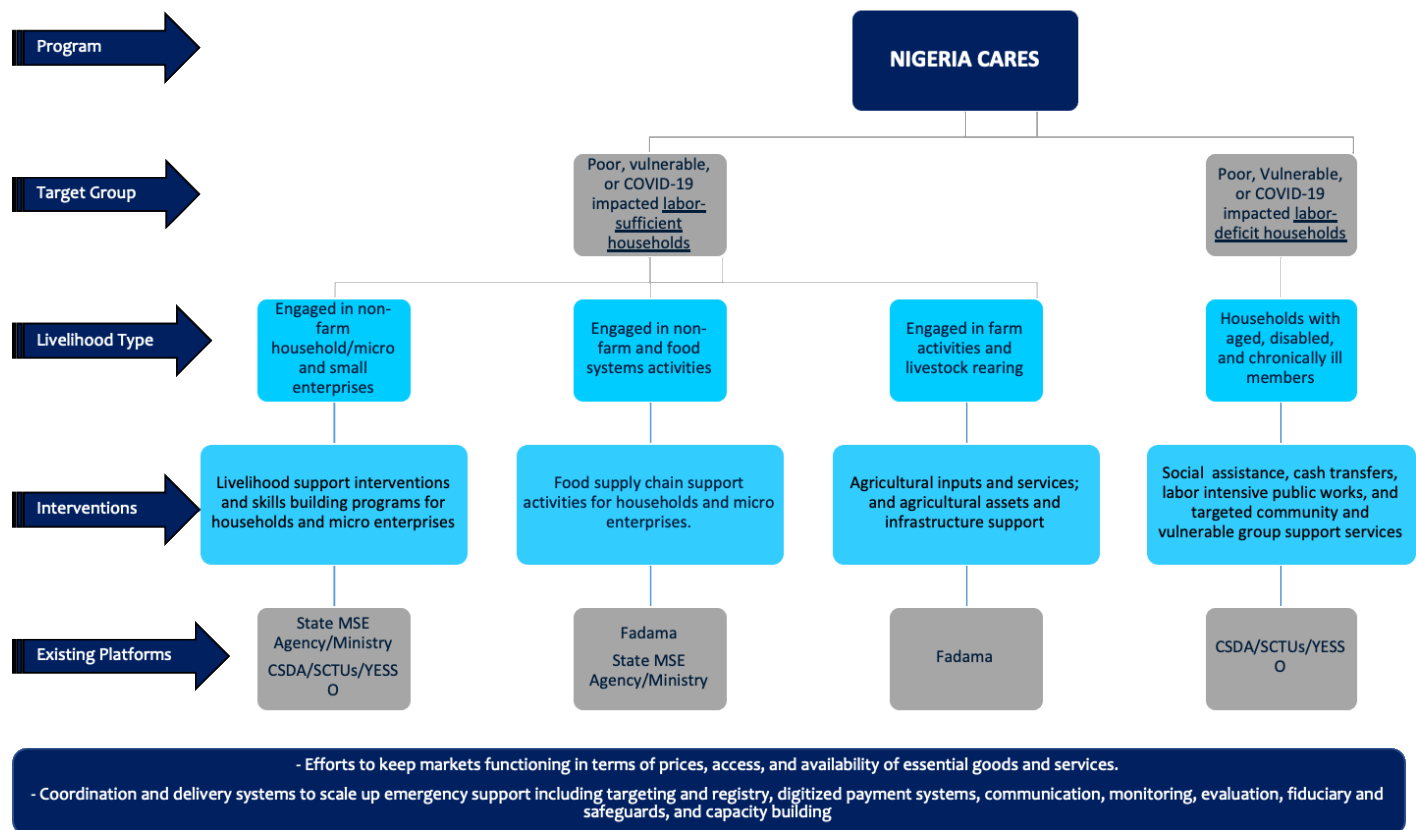 Program
NIGERIA CARES
Target Group
Poor, vulnerable,
or COVID-19
impacted labor-
sufficient
households
Poor, Vulnerable,
or COVID-19
impacted labor-
deficit households
Livelihood Type
Engaged in non-
farm
household/micro
and small
enterprises
Engaged in non-
farm and food
systems activities
Engaged in farm
activities and
livestock rearing
Households with
aged, disabled,
and chronically ill
members
Interventions
Livelihood support interventions
and skills building programs for
households and micro enterprises
Food supply chain support
activities for households and micro
enterprises.
Agricultural inputs and services;
and agricultural assets and
infrastructure support
Social assistance, cash transfers,
labor intensive public works, and
targeted community and
vulnerable group support services
Existing Platforms
State MSE
Agency/Ministry
CSDA/SCTUs/YESS
O
Fadama
State MSE
Agency/Ministry
Fadama
CSDA/SCTUs/YESS
O
- Efforts to keep markets functioning in terms of prices, access, and availability of essential goods and services.
- Coordination and delivery systems to scale up emergency support including targeting and registry, digitized payment systems, communication, monitoring, evaluation, fiduciary and
safeguards, and capacity building